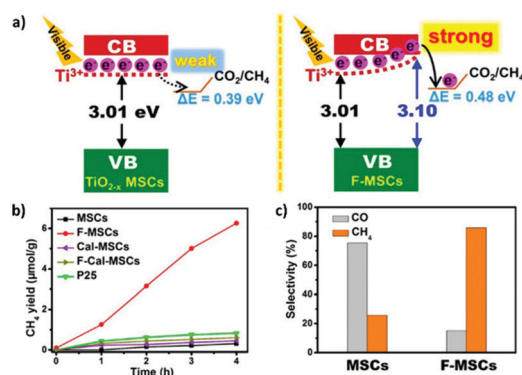 a)
Visible
CB
e⁻ e⁻ e⁻ e⁻ e⁻
weak
Ti³⁺
CO₂/CH₄
ΔE = 0.39 eV
3.01 eV
VB
TiO₂₋ₓ MSCs
Visible
CB
e⁻ e⁻ e⁻ e⁻ e⁻
strong
Ti³⁺
e⁻
CO₂/CH₄
ΔE = 0.48 eV
3.01
3.10
VB
F-MSCs
b)
CH₄ yield (μmol/g)
6
4
2
0
MSCs
F-MSCs
Cal-MSCs
F-Cal-MSCs
P25
0 1 2 3 4
Time (h)
c)
Selectivity (%)
100
80
60
40
20
0
CO
CH₄
MSCs F-MSCs